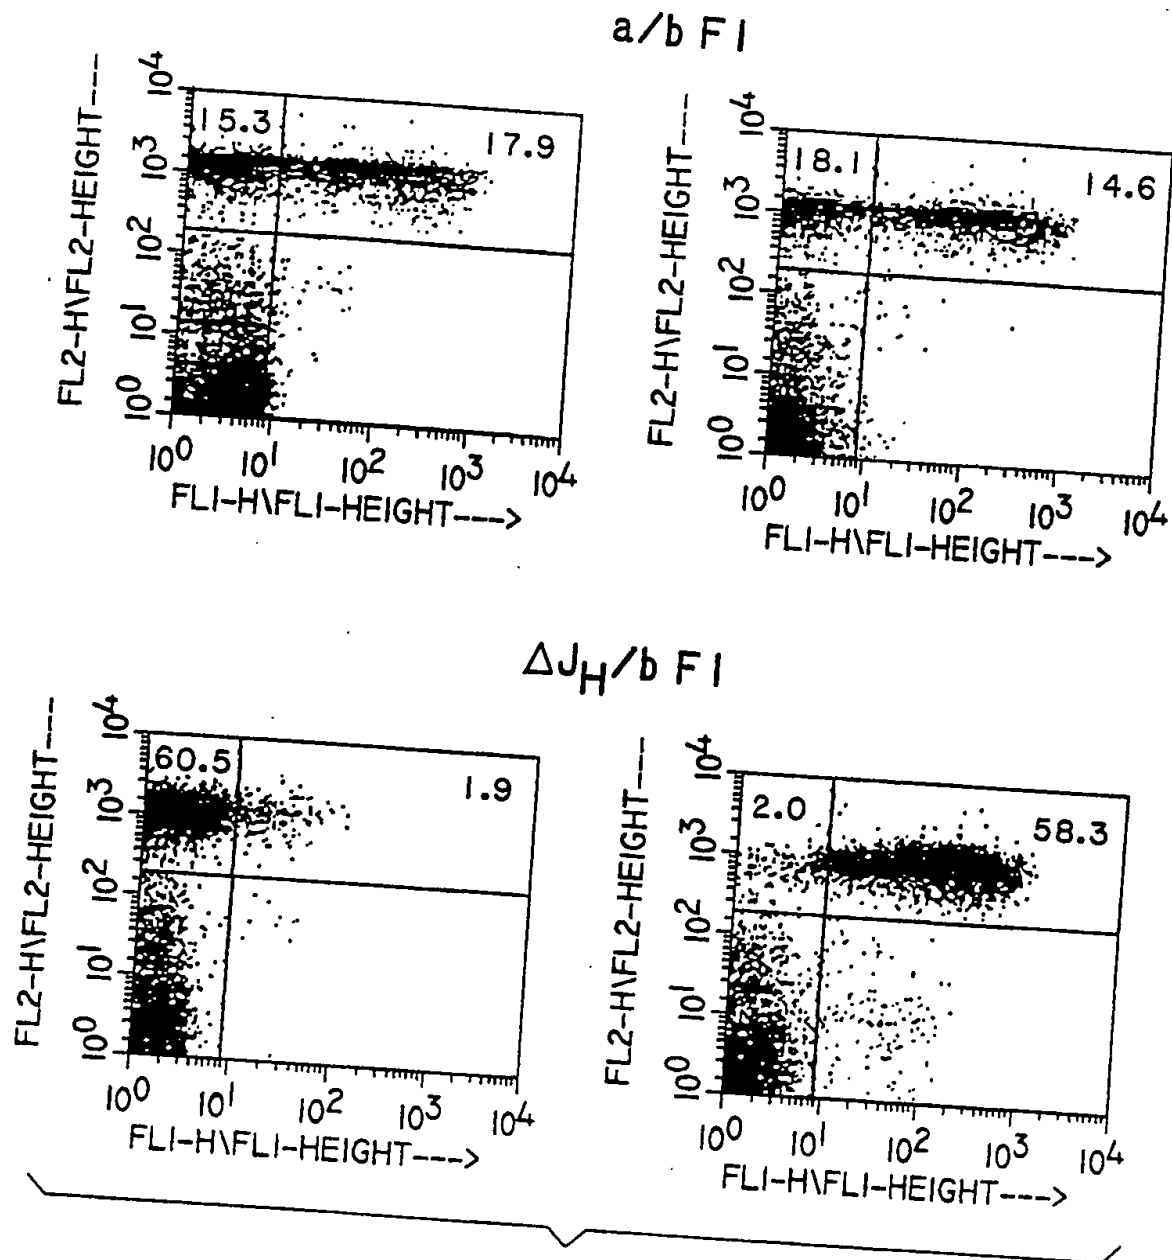 a/b F1
FL2-H\FL2-HEIGHT----
10⁴
10³
10²
10¹
10⁰
15.3
17.9
10⁰ 10¹ 10² 10³ 10⁴
FL1-H\FL1-HEIGHT---->
FL2-H\FL2-HEIGHT----
10⁴
10³
10²
10¹
10⁰
18.1
14.6
10⁰ 10¹ 10² 10³ 10⁴
FL1-H\FL1-HEIGHT---->
ΔJH/b F1
FL2-H\FL2-HEIGHT----
10⁴
10³
10²
10¹
10⁰
60.5
1.9
10⁰ 10¹ 10² 10³ 10⁴
FL1-H\FL1-HEIGHT---->
FL2-H\FL2-HEIGHT----
10⁴
10³
10²
10¹
10⁰
2.0
58.3
10⁰ 10¹ 10² 10³ 10⁴
FL1-H\FL1-HEIGHT---->